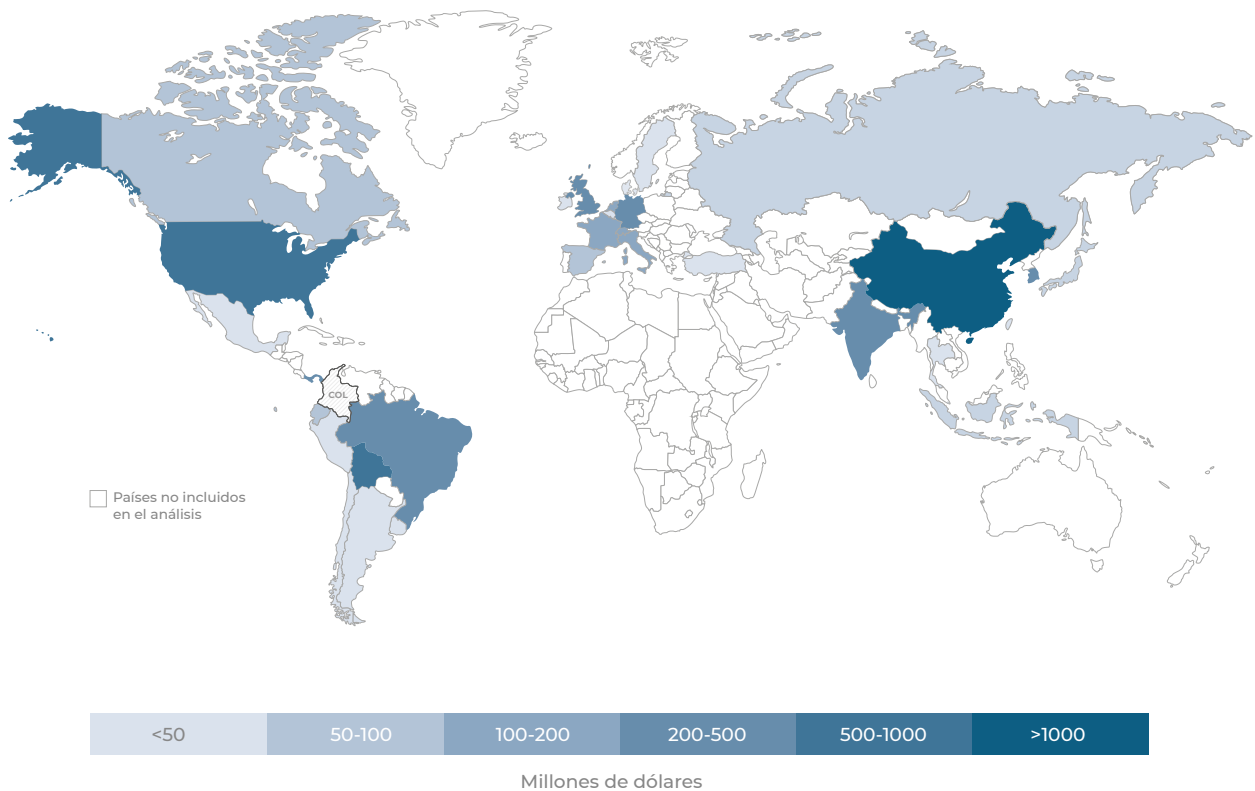 COL
Países no incluidos
en el análisis
<50
50-100
100-200
200-500
500-1000
>1000
Millones de dólares